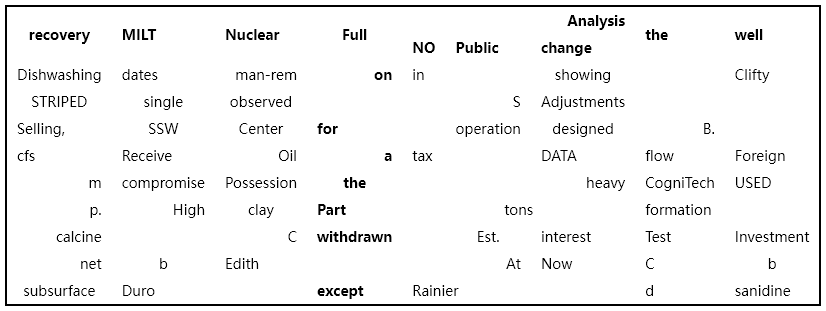 recovery MILT Nuclear Full NO Public Analysis change the well
Dishwashing dates man-rem on in showing Clifty
STRIPED single observed S Adjustments
Selling, SSW Center for operation designed B.
cfs Receive Oil a tax DATA flow Foreign
m compromise Possession the heavy CogniTech USED
p. High clay Part tons formation
calcine C withdrawn Est. interest Test Investment
net b Edith At Now C b
subsurface Duro except Rainier d sanidine